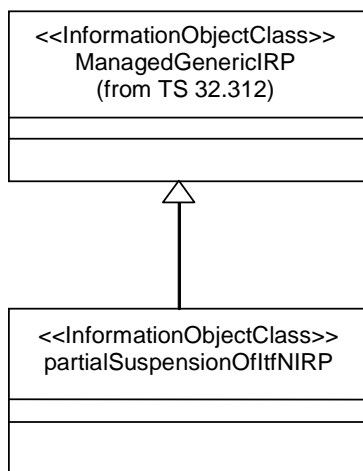 <<InformationObjectClass>>
ManagedGenericIRP
(from TS 32.312)
<<InformationObjectClass>>
partialSuspensionOfItfNIRP